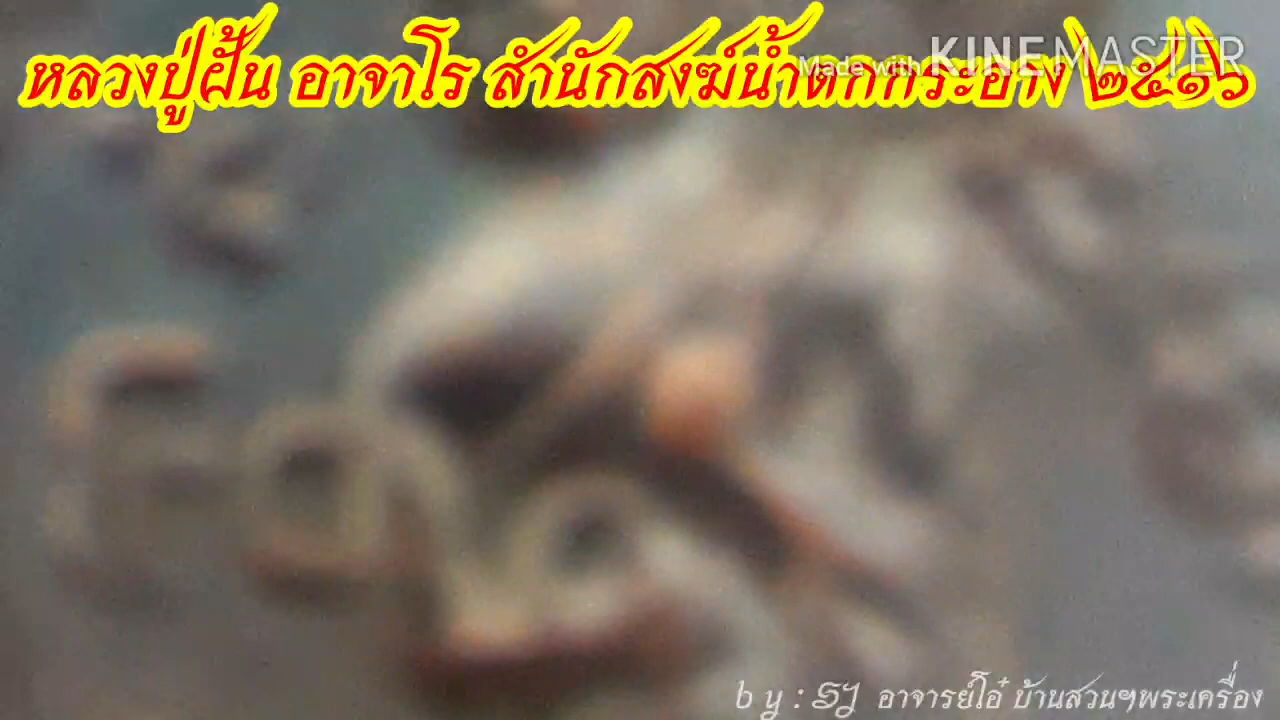 หลวงปู่ฝั้น อาจาโร สำนักสงฆ์น้ำตกกระอาง ๒๕๑๖
Made with KINEMASTER
by : SJ อาจารย์โอ๋ บ้านสวนฯพระเครื่อง